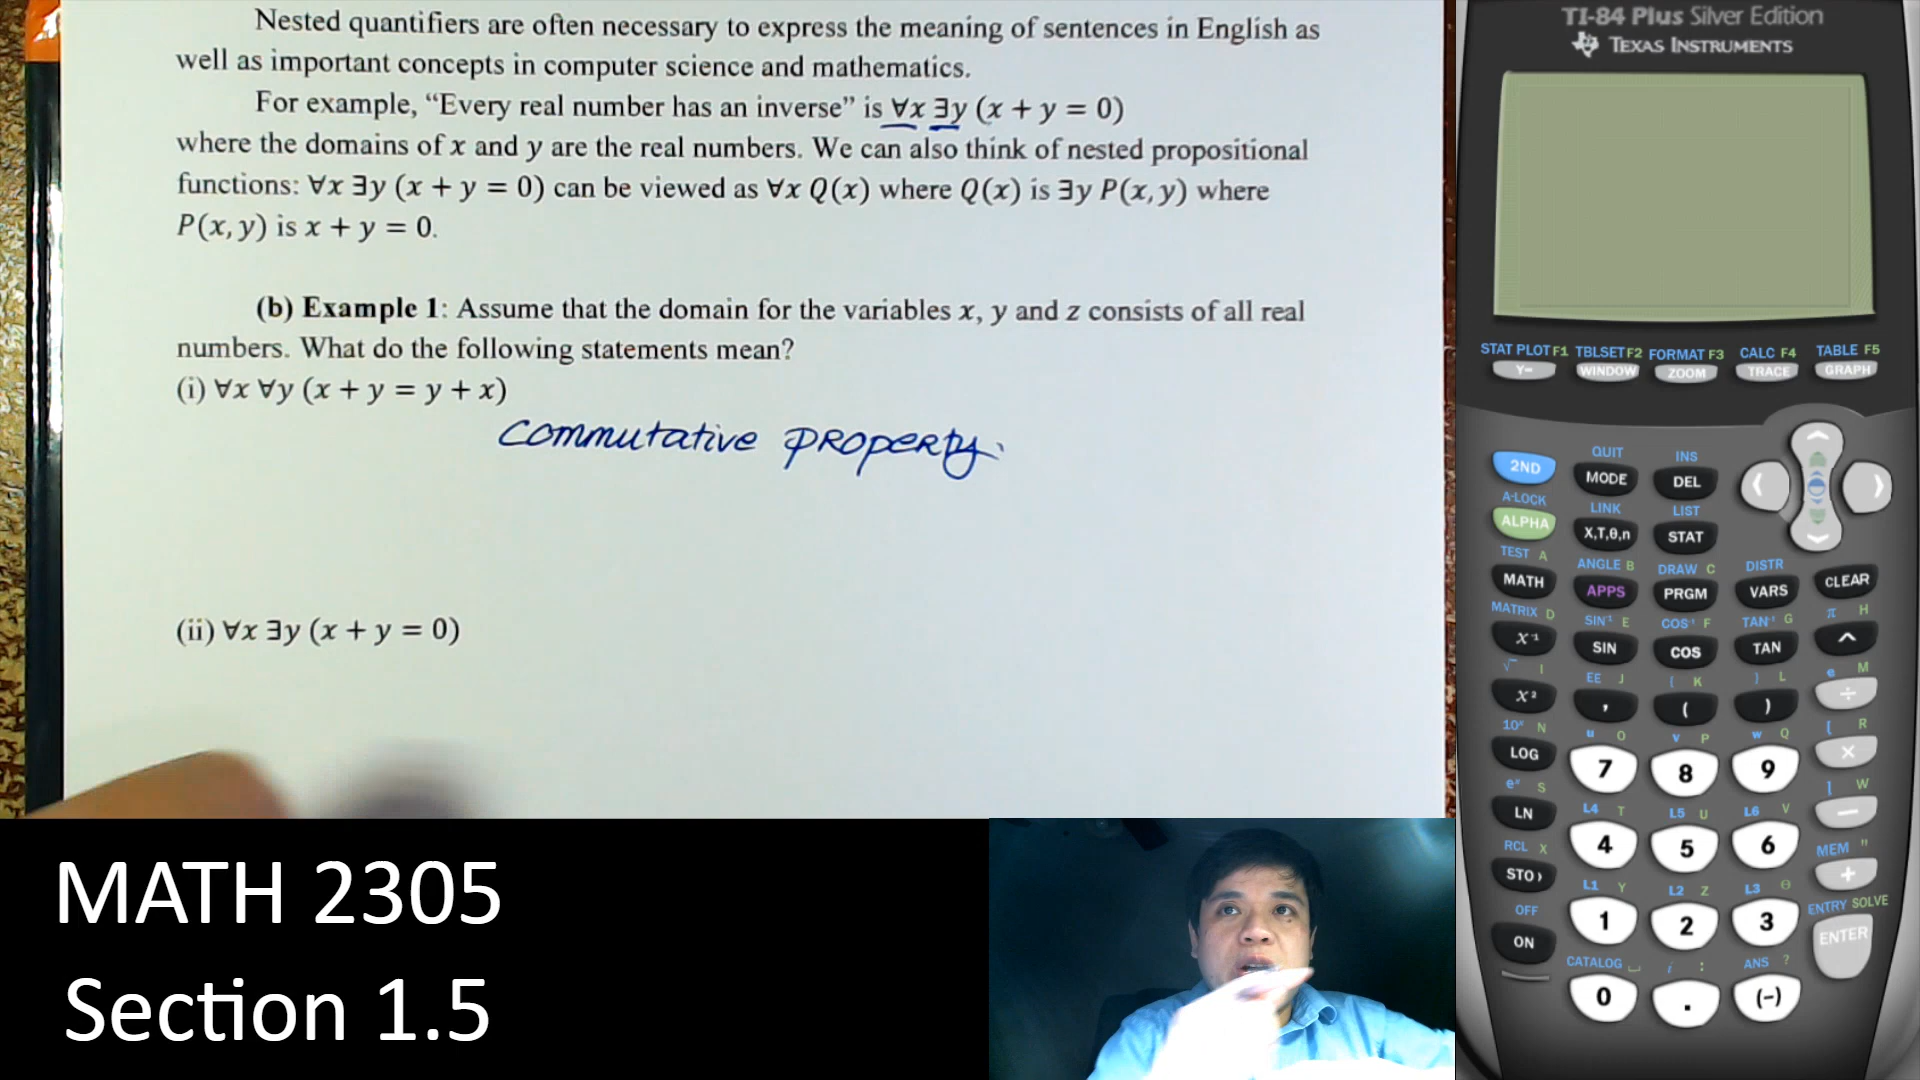 Nested quantifiers are often necessary to express the meaning of sentences in English as
well as important concepts in computer science and mathematics.
For example, “Every real number has an inverse” is ∀x ∃y (x + y = 0)
where the domains of x and y are the real numbers. We can also think of nested propositional
functions: ∀x ∃y (x + y = 0) can be viewed as ∀x Q(x) where Q(x) is ∃y P(x, y) where
P(x, y) is x + y = 0.
(b) Example 1: Assume that the domain for the variables x, y and z consists of all real
numbers. What do the following statements mean?
(i) ∀x ∀y (x + y = y + x)
Commutative property.
(ii) ∀x ∃y (x + y = 0)
MATH 2305
Section 1.5
TI-84 Plus Silver Edition
TEXAS INSTRUMENTS
STAT PLOT F1 TBLSET F2 FORMAT F3 CALC F4 TABLE F5
Y= WINDOW ZOOM TRACE GRAPH
QUIT INS
2ND MODE DEL
A-LOCK LINK LIST
ALPHA X,T,θ,n STAT
TEST A ANGLE B DRAW C DISTR
MATH APPS PRGM VARS CLEAR
MATRIX D SIN⁻¹ E COS⁻¹ F TAN⁻¹ G π H
X⁻¹ SIN COS TAN ^
√ I EE J { K } L e M
X² , ( ) ÷
10ˣ N u O v P w Q [ R
LOG 7 8 9 ×
eˣ S L4 T L5 U L6 V ] W
LN 4 5 6 −
RCL X L1 Y L2 Z L3 θ MEM "
STO› 1 2 3 +
OFF CATALOG ⎵ i : ANS ? ENTRY SOLVE
ON 0 . (-) ENTER